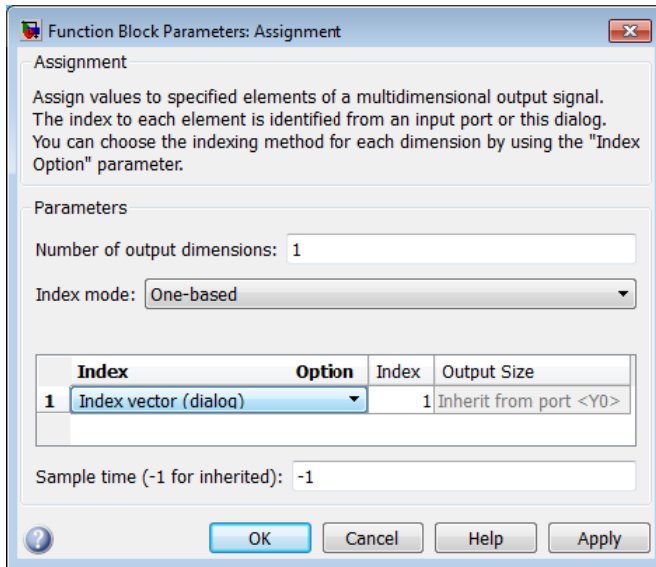 Function Block Parameters: Assignment
Assignment
Assign values to specified elements of a multidimensional output signal.
The index to each element is identified from an input port or this dialog.
You can choose the indexing method for each dimension by using the "Index
Option" parameter.
Parameters
Number of output dimensions: 1
Index mode: One-based
Index Option Index Output Size
1 Index vector (dialog) 1 Inherit from port <Y0>
Sample time (-1 for inherited): -1
? OK Cancel Help Apply